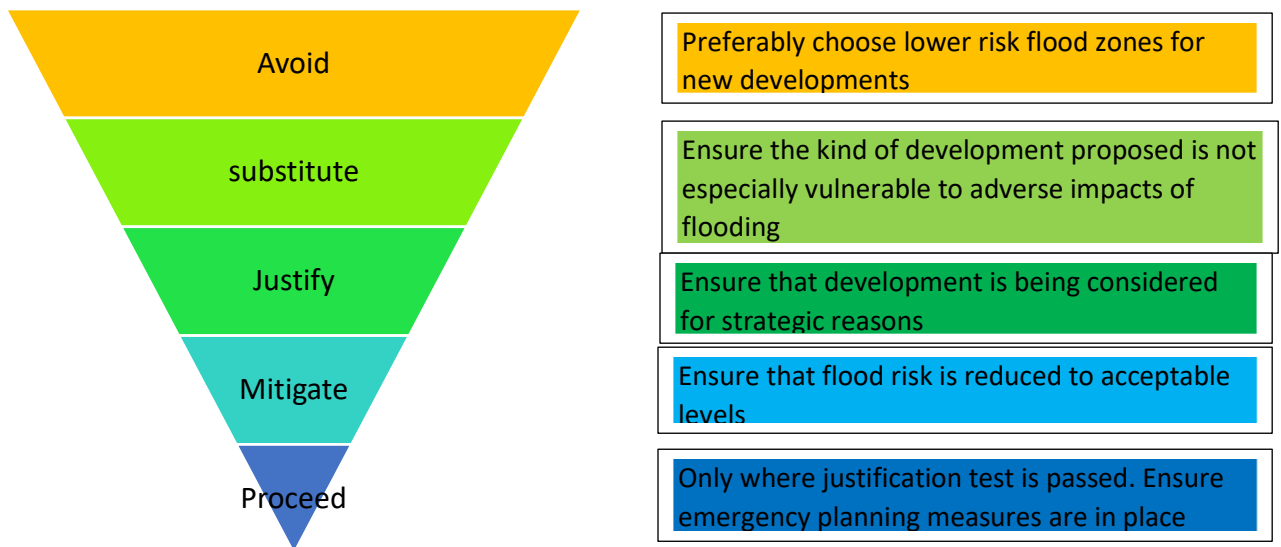 Avoid
Preferably choose lower risk flood zones for
new developments
substitute
Ensure the kind of development proposed is not
especially vulnerable to adverse impacts of
flooding
Justify
Ensure that development is being considered
for strategic reasons
Mitigate
Ensure that flood risk is reduced to acceptable
levels
Proceed
Only where justification test is passed. Ensure
emergency planning measures are in place